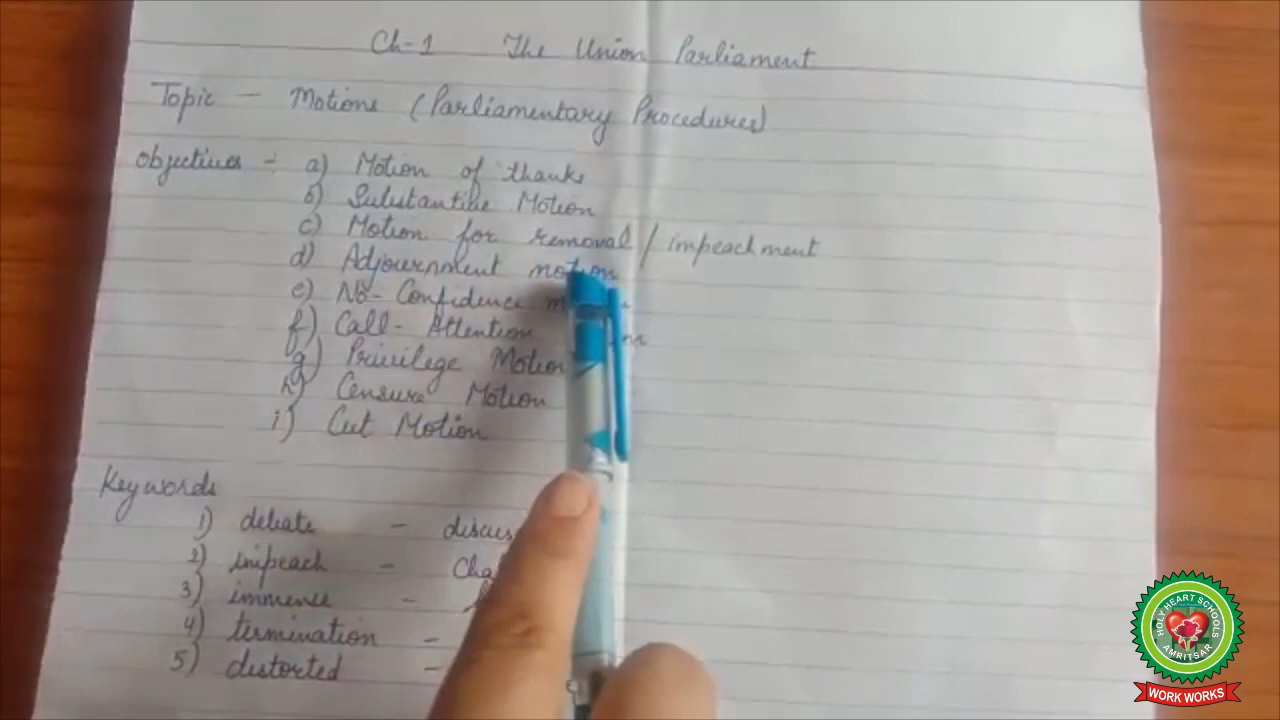 Ch-1 The Union Parliament
Topic - Motions (Parliamentary Procedures)
Objectives :- a) Motion of thanks
b) Substantive Motion
c) Motion for removal / impeachment
d) Adjournment motion
e) No-Confidence
f) Call-Attention
g) Privilege Motion
h) Censure Motion
i) Cut Motion
Keywords
1) debate - discus
2) impeach - Cha
3) immense -
4) termination -
5) distorted -
HOLY HEART SCHOOLS
AMRITSAR
WORK WORKS